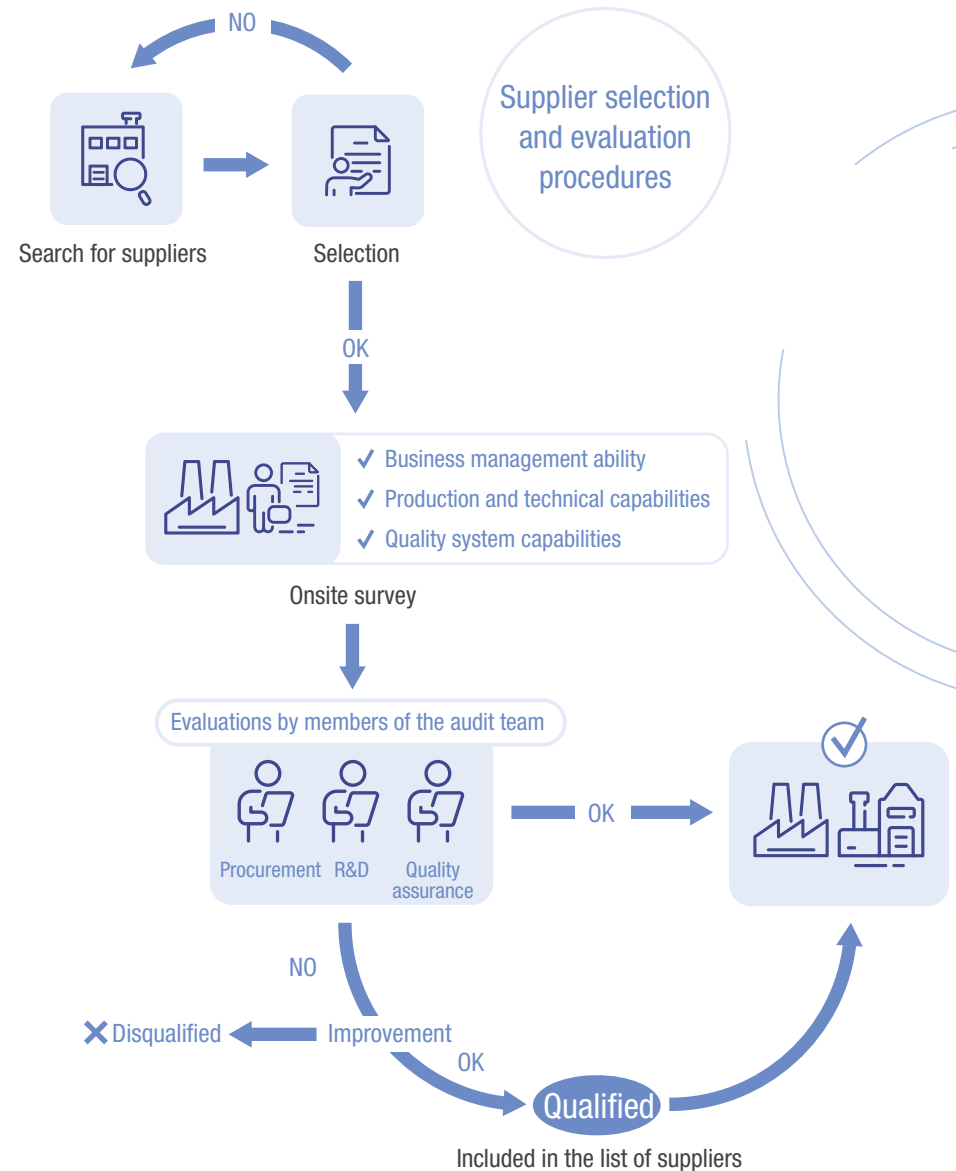 NO
Supplier selection
and evaluation
procedures
Search for suppliers
Selection
OK
Business management ability
Production and technical capabilities
Quality system capabilities
Onsite survey
Evaluations by members of the audit team
Procurement
R&D
Quality
assurance
OK
NO
Disqualified
Improvement
OK
Qualified
Included in the list of suppliers